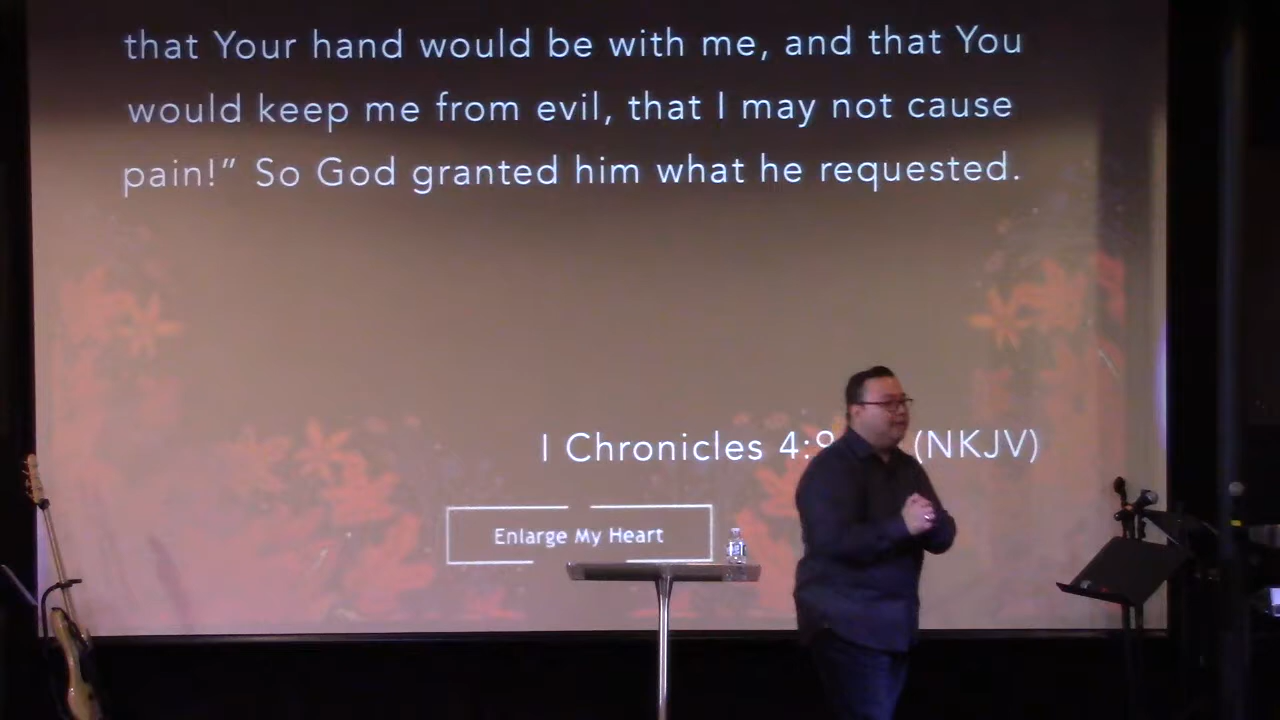 that Your hand would be with me, and that You
would keep me from evil, that I may not cause
pain!” So God granted him what he requested.
I Chronicles 4:9 (NKJV)
Enlarge My Heart